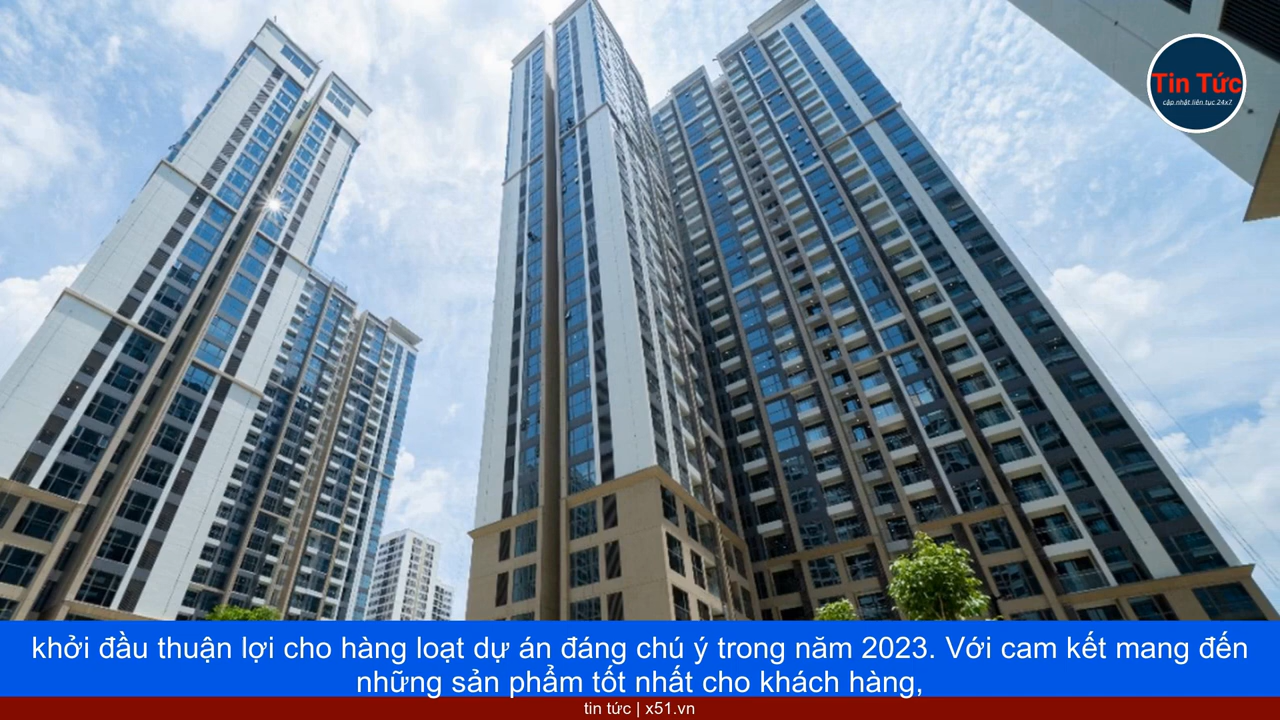 Tin Tức
cập nhật liên tục 24x7
khởi đầu thuận lợi cho hàng loạt dự án đáng chú ý trong năm 2023. Với cam kết mang đến
những sản phẩm tốt nhất cho khách hàng,
tin tức | x51.vn